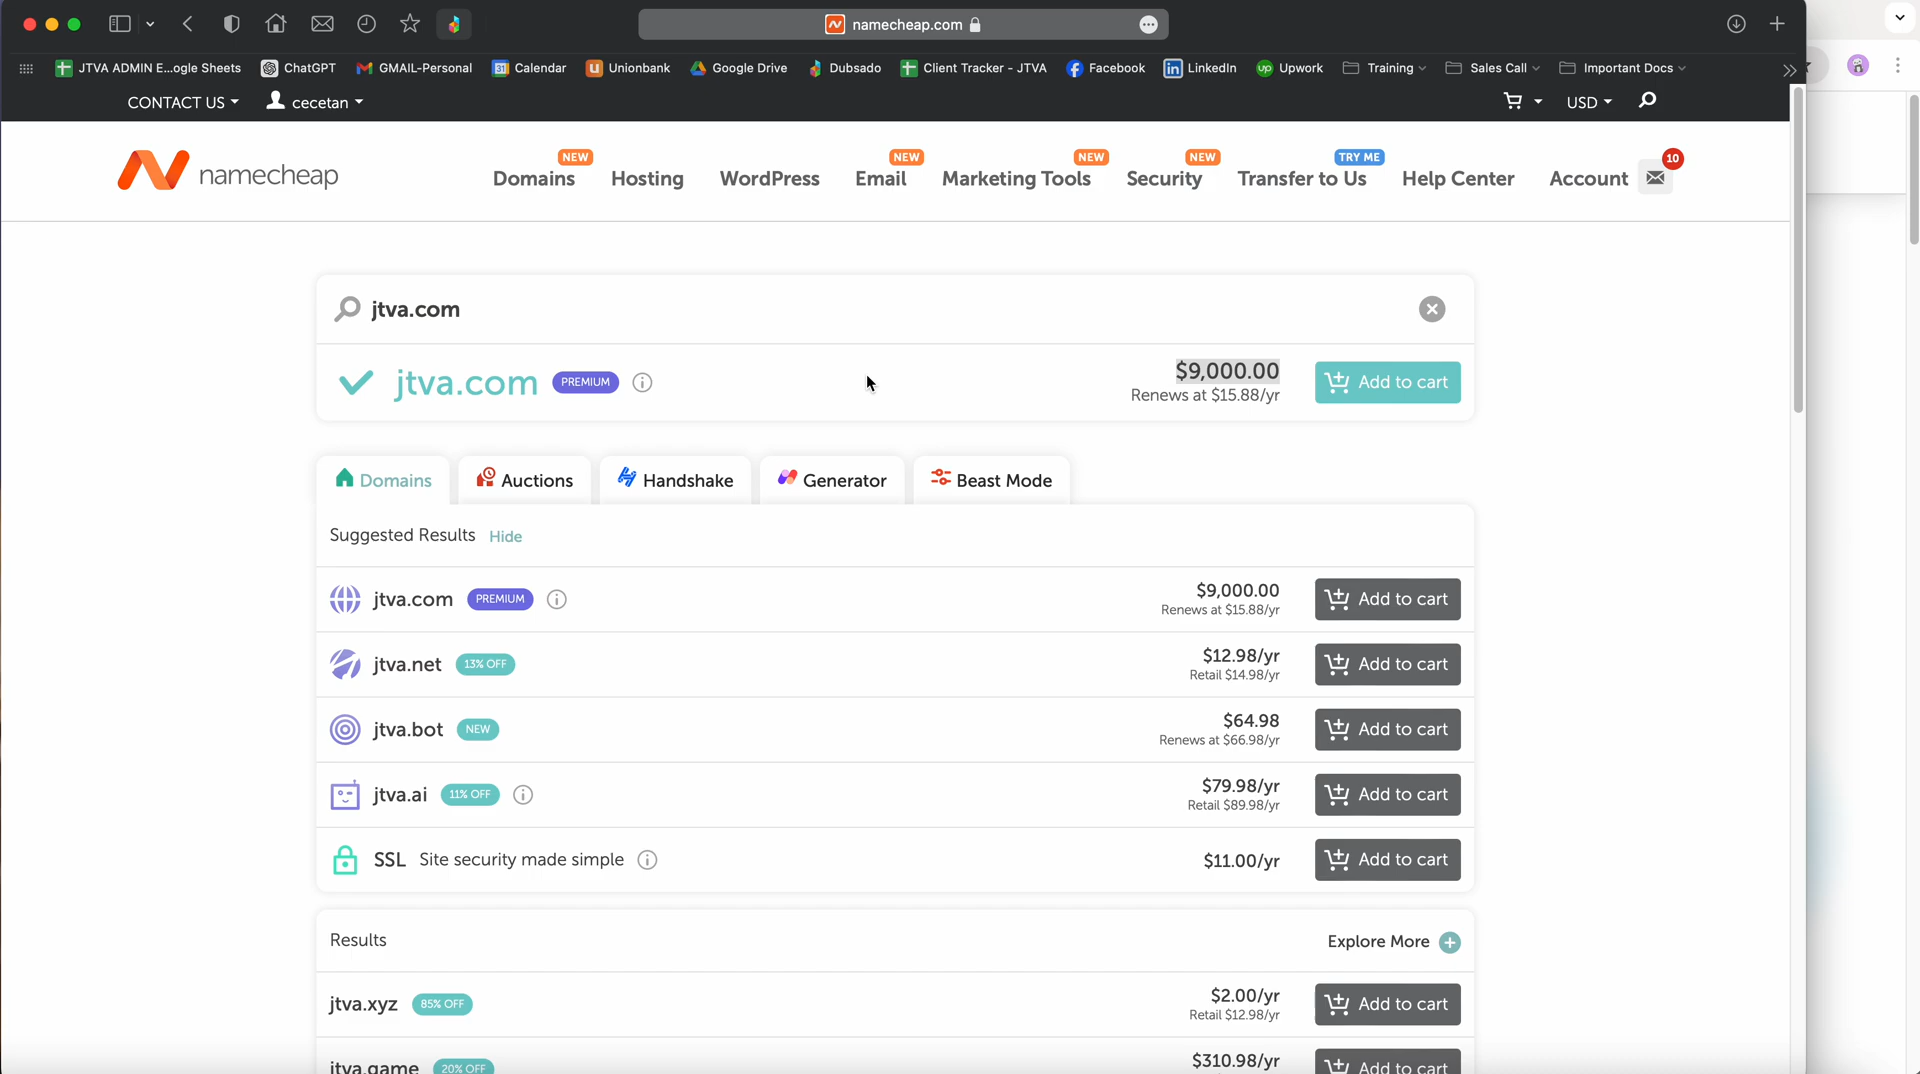 namecheap.com
JTVA ADMIN E...ogle Sheets
ChatGPT
GMAIL-Personal
31 Calendar
Unionbank
Google Drive
Dubsado
Client Tracker - JTVA
Facebook
LinkedIn
up Upwork
Training
Sales Call
Important Docs
CONTACT US
cecetan
USD
namecheap
NEW
Domains
Hosting
WordPress
NEW
Email
NEW
Marketing Tools
NEW
Security
TRY ME
Transfer to Us
Help Center
Account
10
jtva.com
jtva.com PREMIUM
$9,000.00
Renews at $15.88/yr
Add to cart
Domains
Auctions
Handshake
Generator
Beast Mode
Suggested Results Hide
jtva.com PREMIUM
$9,000.00
Renews at $15.88/yr
Add to cart
jtva.net 13% OFF
$12.98/yr
Retail $14.98/yr
Add to cart
jtva.bot NEW
$64.98
Renews at $66.98/yr
Add to cart
jtva.ai 11% OFF
$79.98/yr
Retail $89.98/yr
Add to cart
SSL Site security made simple
$11.00/yr
Add to cart
Results
Explore More
jtva.xyz 85% OFF
$2.00/yr
Retail $12.98/yr
Add to cart
jtva.game 20% OFF
$310.98/yr
Add to cart